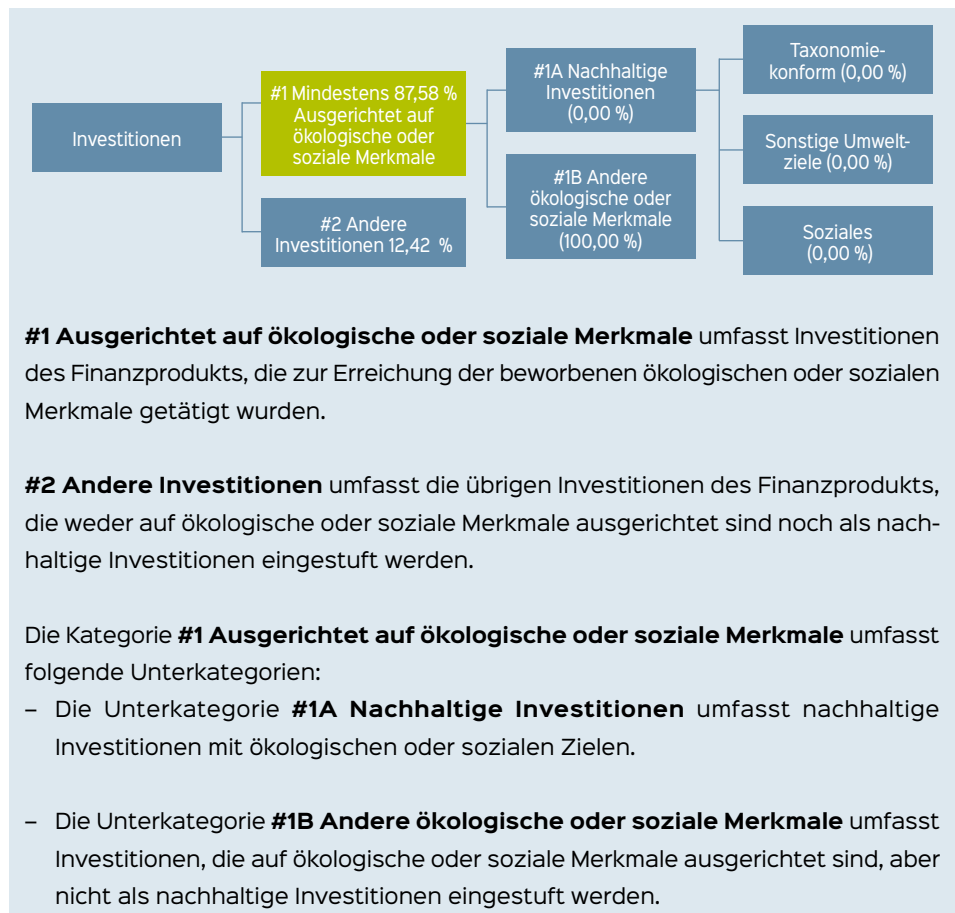 Investitionen
#1 Mindestens 87,58 %
Ausgerichtet auf
ökologische oder
soziale Merkmale
#2 Andere
Investitionen 12,42 %
#1A Nachhaltige
Investitionen
(0,00 %)
#1B Andere
ökologische oder
soziale Merkmale
(100,00 %)
Taxonomie-
konform (0,00 %)
Sonstige Umwelt-
ziele (0,00 %)
Soziales
(0,00 %)
#1 Ausgerichtet auf ökologische oder soziale Merkmale umfasst Investitionen
des Finanzprodukts, die zur Erreichung der beworbenen ökologischen oder sozialen
Merkmale getätigt wurden.
#2 Andere Investitionen umfasst die übrigen Investitionen des Finanzprodukts,
die weder auf ökologische oder soziale Merkmale ausgerichtet sind noch als nach-
haltige Investitionen eingestuft werden.
Die Kategorie #1 Ausgerichtet auf ökologische oder soziale Merkmale umfasst
folgende Unterkategorien:
– Die Unterkategorie #1A Nachhaltige Investitionen umfasst nachhaltige
Investitionen mit ökologischen oder sozialen Zielen.
– Die Unterkategorie #1B Andere ökologische oder soziale Merkmale umfasst
Investitionen, die auf ökologische oder soziale Merkmale ausgerichtet sind, aber
nicht als nachhaltige Investitionen eingestuft werden.